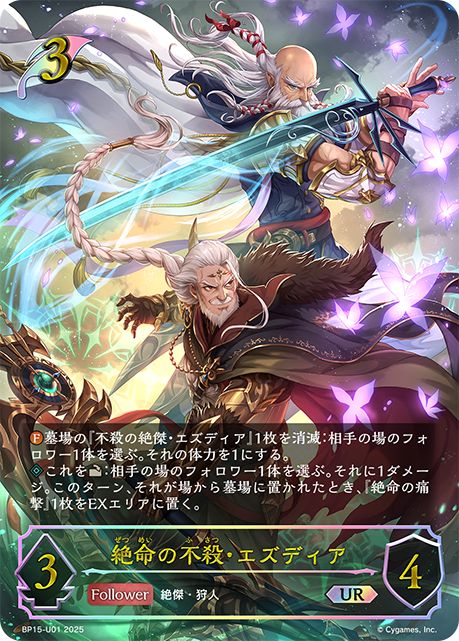 3
F墓場の『不殺の絶傑・エズディア』1枚を消滅:相手の場のフォ
ロワー1体を選ぶ。それの体力を1にする。
これを:相手の場のフォロワー1体を選ぶ。それに1ダメー
ジ。このターン、それが場から墓場に置かれたとき、『絶命の痛
撃』1枚をEXエリアに置く。
ぜつめい ふさつ
絶命の不殺・エズディア
3
Follower 絶傑・狩人 UR
4
BP15-U01 2025 © Cygames, Inc.